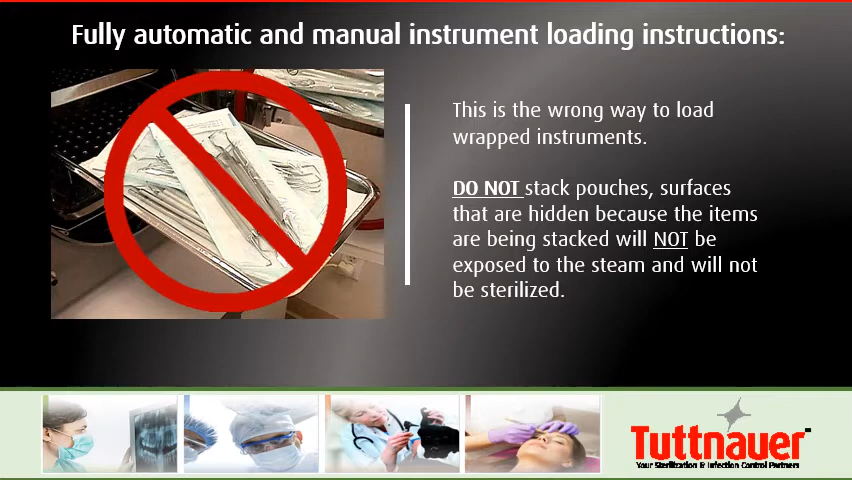 Fully automatic and manual instrument loading instructions:
This is the wrong way to load
wrapped instruments.
DO NOT stack pouches, surfaces
that are hidden because the items
are being stacked will NOT be
exposed to the steam and will not
be sterilized.
Tuttnauer
Your Sterilization & Infection Control Partners